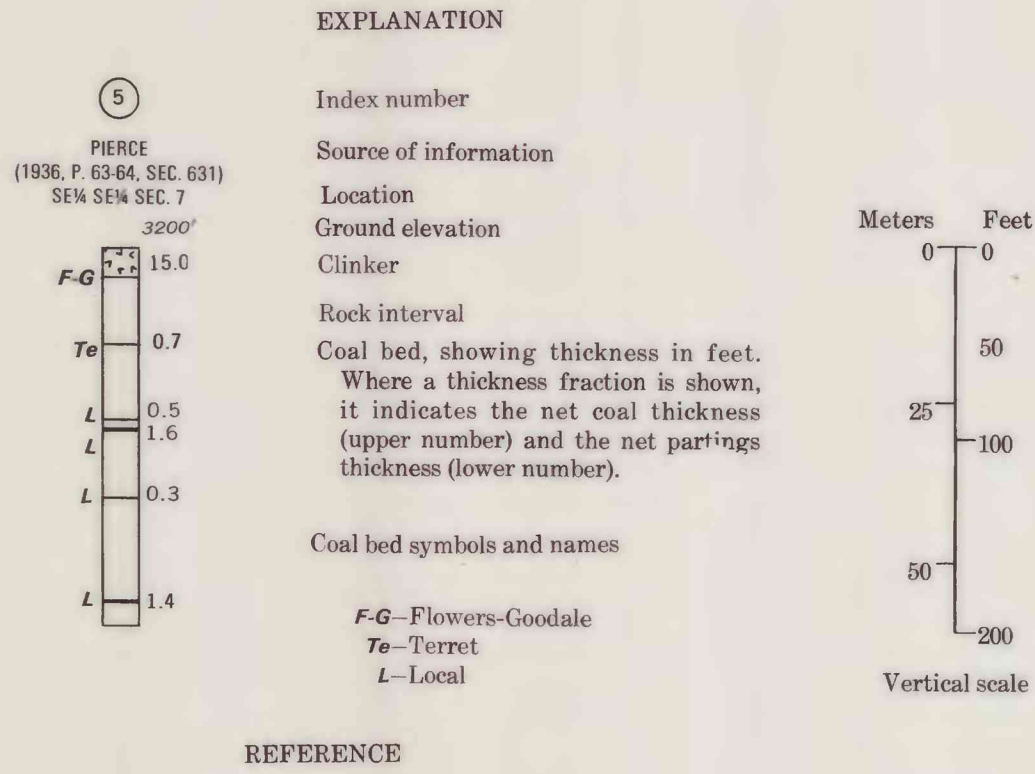 EXPLANATION
5
Index number
PIERCE
(1936, P. 63-64, SEC. 631)
Source of information
SE¼ SE¼ SEC. 7
Location
3200'
Ground elevation
F-G
15.0
Clinker
Rock interval
Te
0.7
Coal bed, showing thickness in feet.
Where a thickness fraction is shown,
it indicates the net coal thickness
(upper number) and the net partings
thickness (lower number).
L
0.5
L
1.6
L
0.3
L
1.4
Coal bed symbols and names
F-G—Flowers-Goodale
Te—Terret
L—Local
Meters Feet
0 0
50
25
100
50
200
Vertical scale
REFERENCE